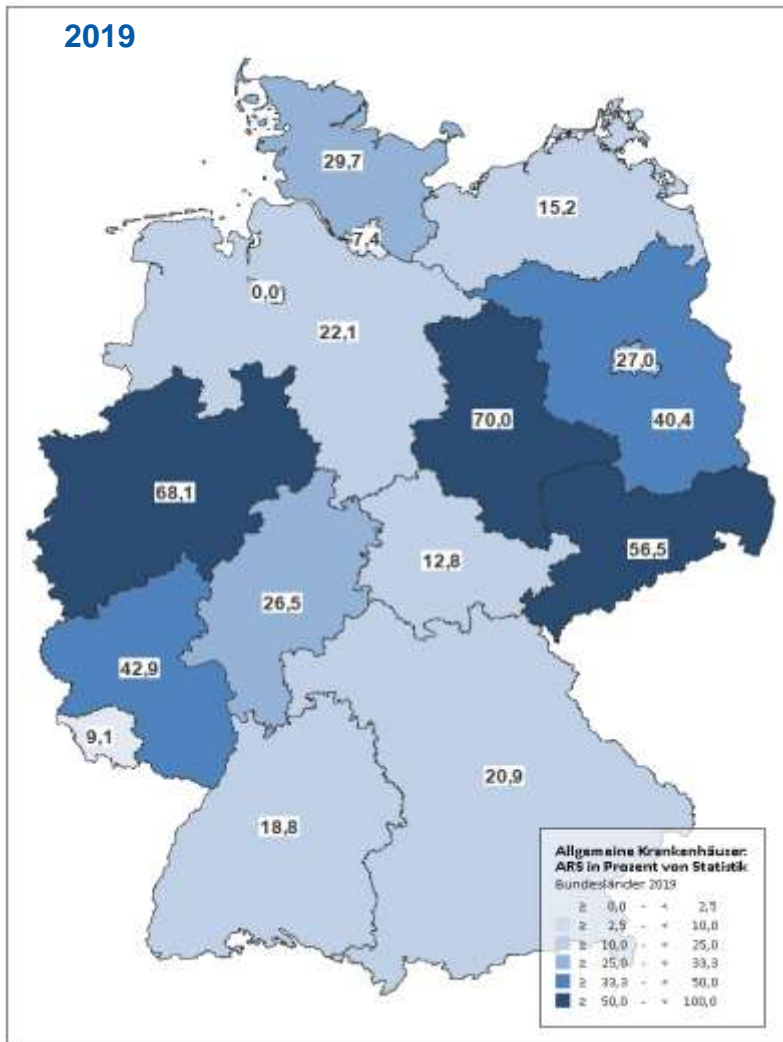 2019
29,7
15,2
7,4
0,0
22,1
27,0
70,0
40,4
68,1
56,5
12,8
26,5
42,9
9,1
20,9
18,8
Allgemeine Krankenhäuser:
ARS in Prozent von Statistik
Bundesländer 2019
≥ 0,0 - < 2,5
≥ 2,5 - < 10,0
≥ 10,0 - < 25,0
≥ 25,0 - < 33,3
≥ 33,3 - < 50,0
≥ 50,0 - < 100,0